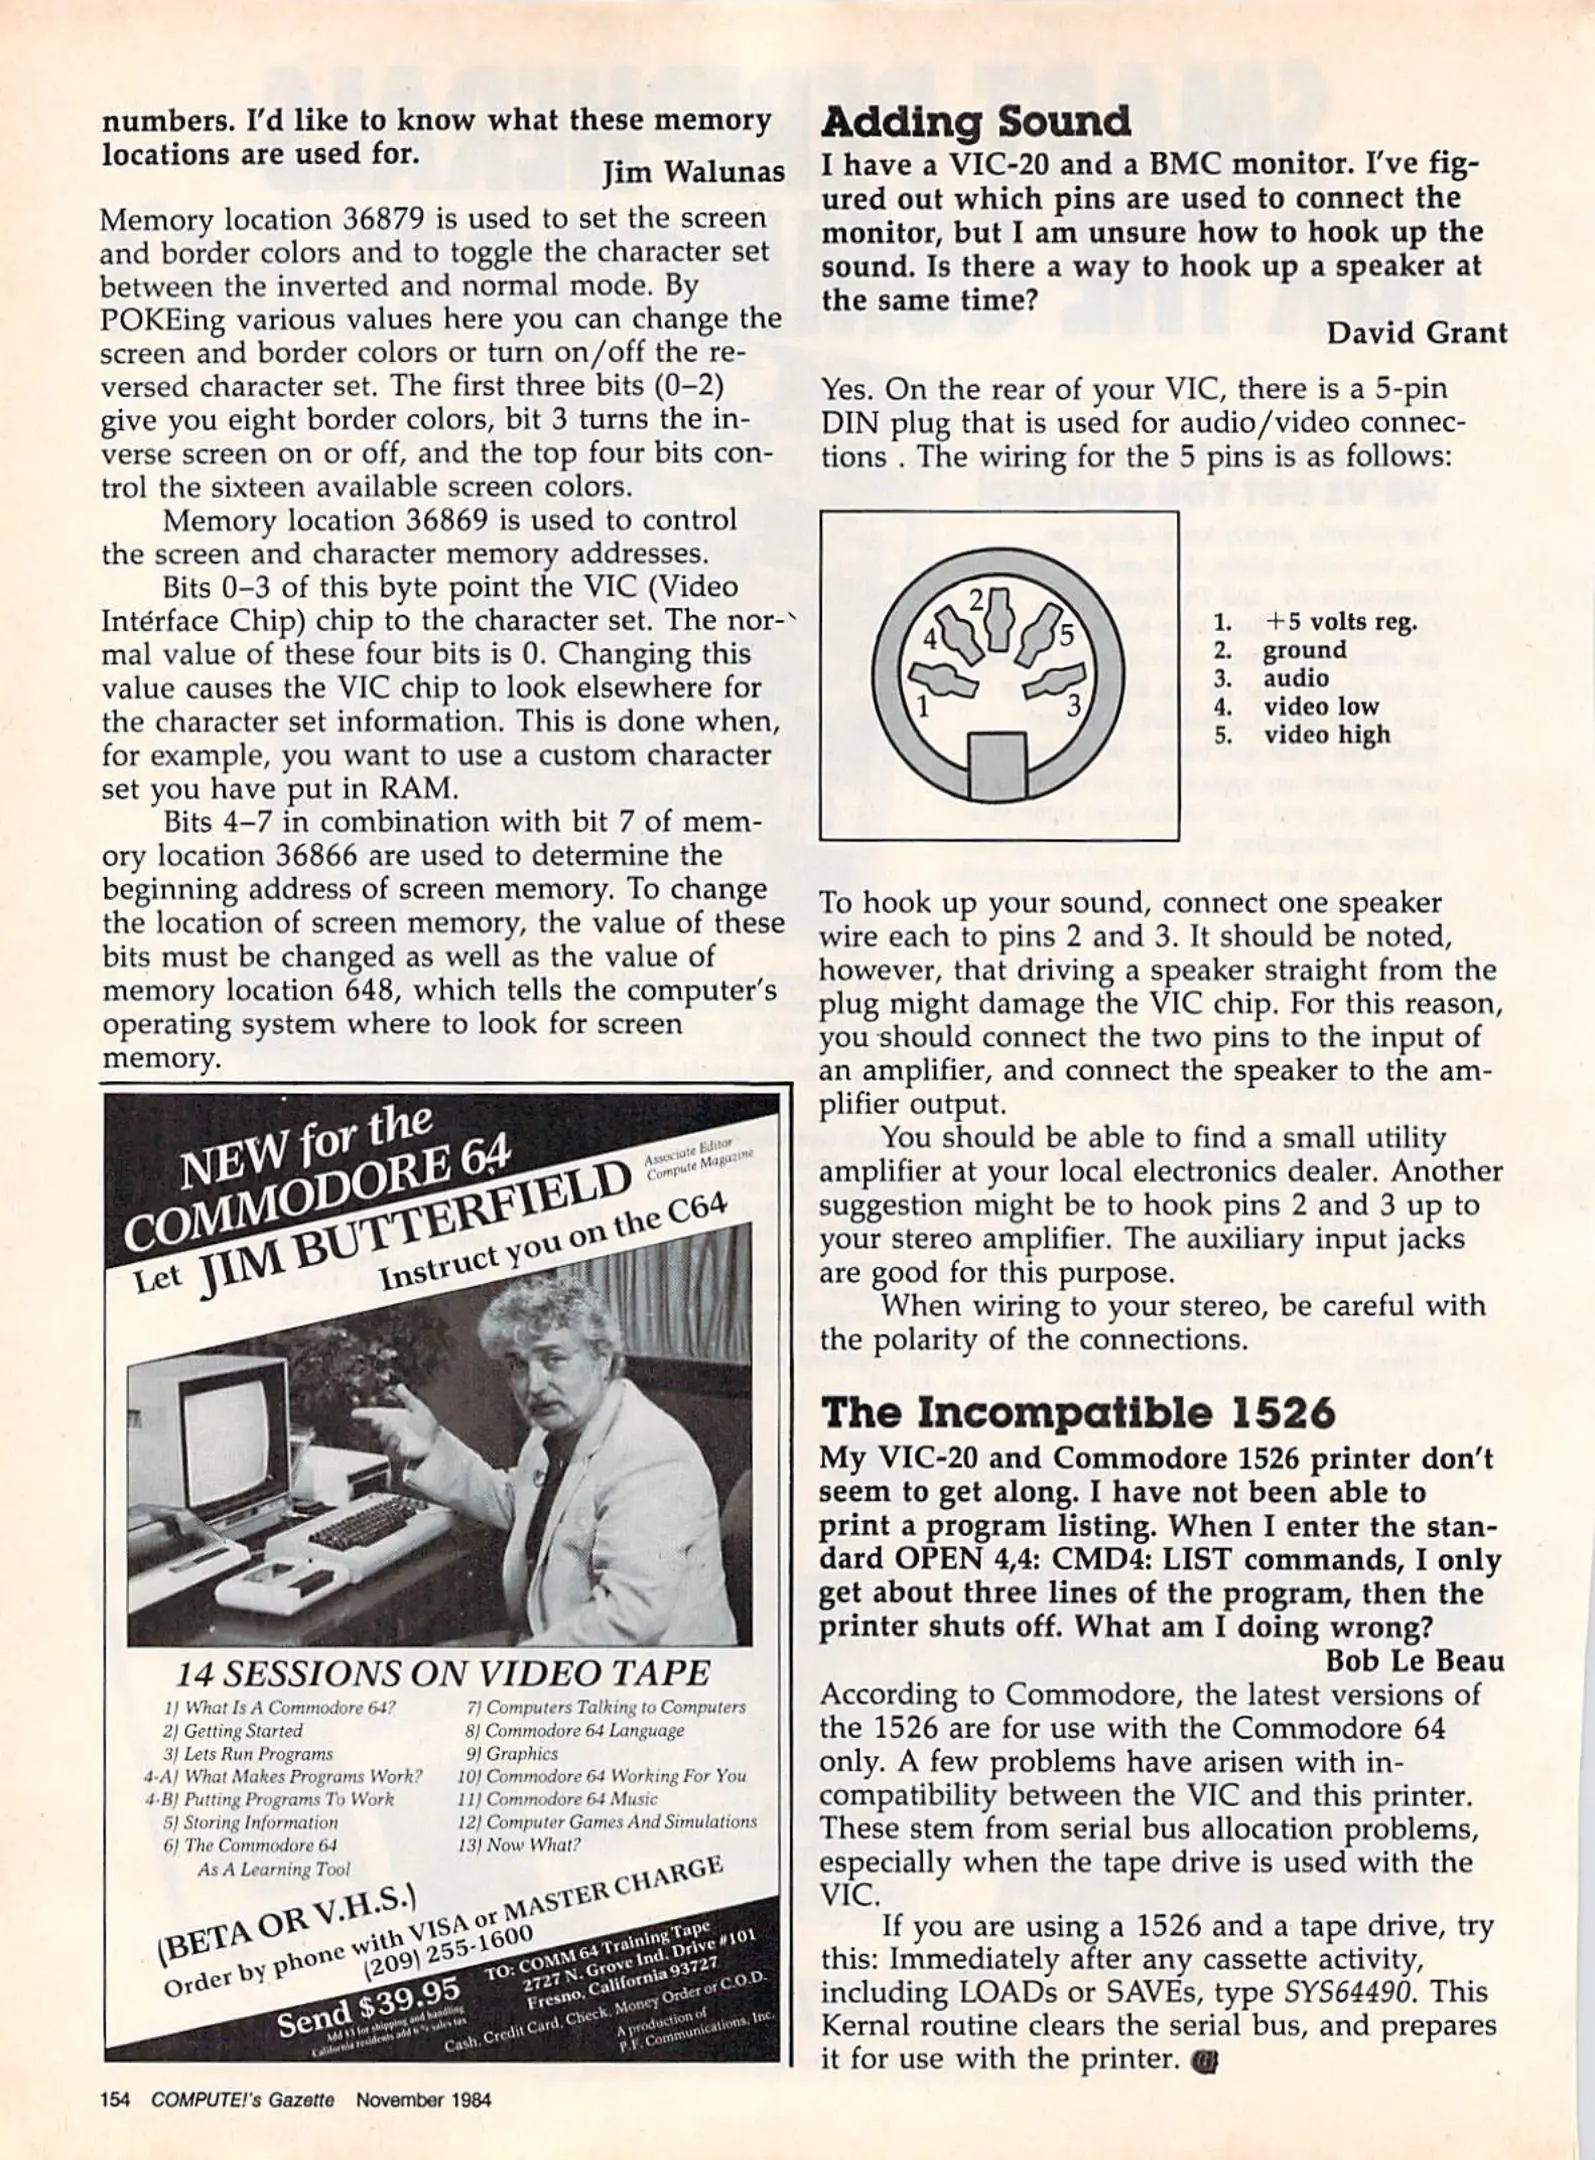 numbers. I'd like to know what these memory
locations are used for.
Jim Walunas
Memory location 36879 is used to set the screen
and border colors and to toggle the character set
between the inverted and normal mode. By
POKEing various values here you can change the
screen and border colors or turn on/off the re-
versed character set. The first three bits (0–2)
give you eight border colors, bit 3 turns the in-
verse screen on or off, and the top four bits con-
trol the sixteen available screen colors.
Memory location 36869 is used to control
the screen and character memory addresses.
Bits 0–3 of this byte point the VIC (Video
Interface Chip) chip to the character set. The nor-
mal value of these four bits is 0. Changing this
value causes the VIC chip to look elsewhere for
the character set information. This is done when,
for example, you want to use a custom character
set you have put in RAM.
Bits 4–7 in combination with bit 7 of mem-
ory location 36866 are used to determine the
beginning address of screen memory. To change
the location of screen memory, the value of these
bits must be changed as well as the value of
memory location 648, which tells the computer's
operating system where to look for screen
memory.
NEW for the
COMMODORE 64
Let JIM BUTTERFIELD
Associate Editor
Compute Magazine
Instruct you on the C64
14 SESSIONS ON VIDEO TAPE
1) What Is A Commodore 64?
2) Getting Started
3) Lets Run Programs
4-A) What Makes Programs Work?
4-B) Putting Programs To Work
5) Storing Information
6) The Commodore 64
As A Learning Tool
7) Computers Talking to Computers
8) Commodore 64 Language
9) Graphics
10) Commodore 64 Working For You
11) Commodore 64 Music
12) Computer Games And Simulations
13) Now What?
(BETA OR V.H.S.)
Order by phone with VISA or MASTER CHARGE
(209) 255-1600
Send $39.95
Add $3 for shipping and handling
California residents add 6% sales tax
TO: COMM 64 Training Tape
2727 N. Grove Ind. Drive #101
Fresno, California 93727
Cash, Credit Card, Check, Money Order or C.O.D.
A production of
P.F. Communications, Inc.
Adding Sound
I have a VIC-20 and a BMC monitor. I've fig-
ured out which pins are used to connect the
monitor, but I am unsure how to hook up the
sound. Is there a way to hook up a speaker at
the same time?
David Grant
Yes. On the rear of your VIC, there is a 5-pin
DIN plug that is used for audio/video connec-
tions . The wiring for the 5 pins is as follows:
2
4
5
1
3
1. +5 volts reg.
2. ground
3. audio
4. video low
5. video high
To hook up your sound, connect one speaker
wire each to pins 2 and 3. It should be noted,
however, that driving a speaker straight from the
plug might damage the VIC chip. For this reason,
you should connect the two pins to the input of
an amplifier, and connect the speaker to the am-
plifier output.
You should be able to find a small utility
amplifier at your local electronics dealer. Another
suggestion might be to hook pins 2 and 3 up to
your stereo amplifier. The auxiliary input jacks
are good for this purpose.
When wiring to your stereo, be careful with
the polarity of the connections.
The Incompatible 1526
My VIC-20 and Commodore 1526 printer don't
seem to get along. I have not been able to
print a program listing. When I enter the stan-
dard OPEN 4,4: CMD4: LIST commands, I only
get about three lines of the program, then the
printer shuts off. What am I doing wrong?
Bob Le Beau
According to Commodore, the latest versions of
the 1526 are for use with the Commodore 64
only. A few problems have arisen with in-
compatibility between the VIC and this printer.
These stem from serial bus allocation problems,
especially when the tape drive is used with the
VIC.
If you are using a 1526 and a tape drive, try
this: Immediately after any cassette activity,
including LOADs or SAVEs, type SYS64490. This
Kernal routine clears the serial bus, and prepares
it for use with the printer.
154 COMPUTE!'s Gazette November 1984